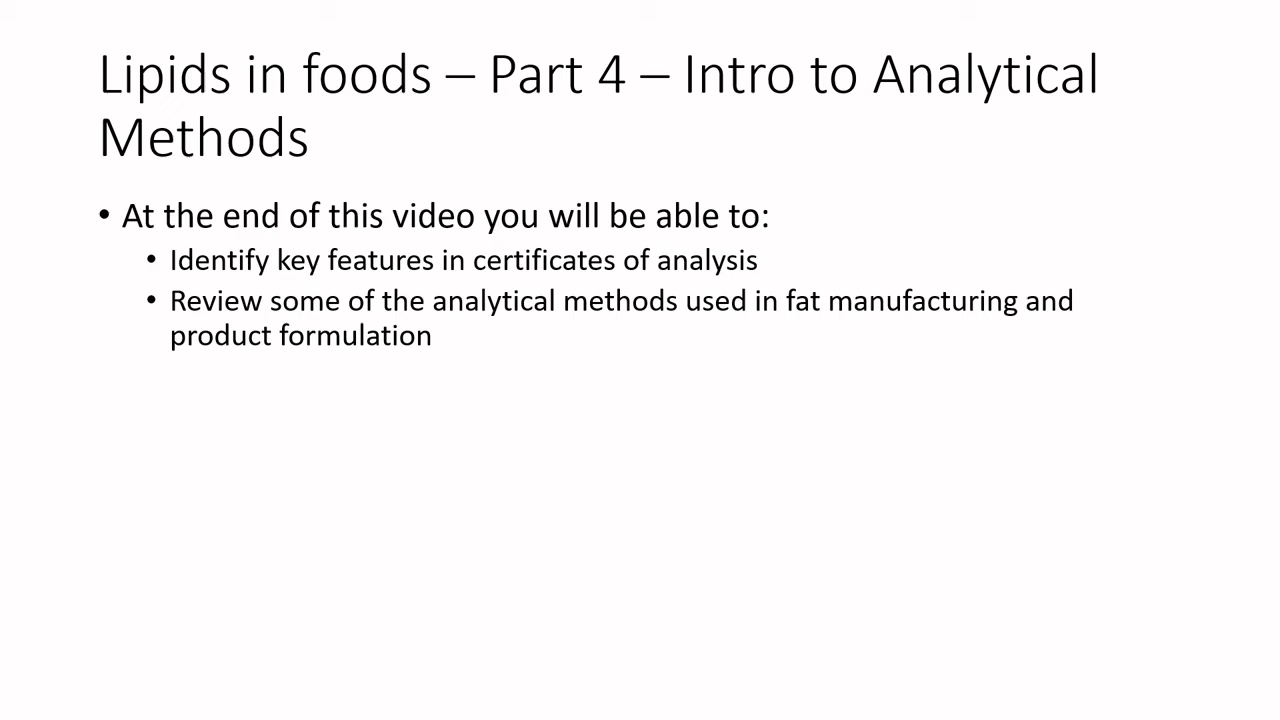 Lipids in foods – Part 4 – Intro to Analytical
Methods
• At the end of this video you will be able to:
• Identify key features in certificates of analysis
• Review some of the analytical methods used in fat manufacturing and
product formulation